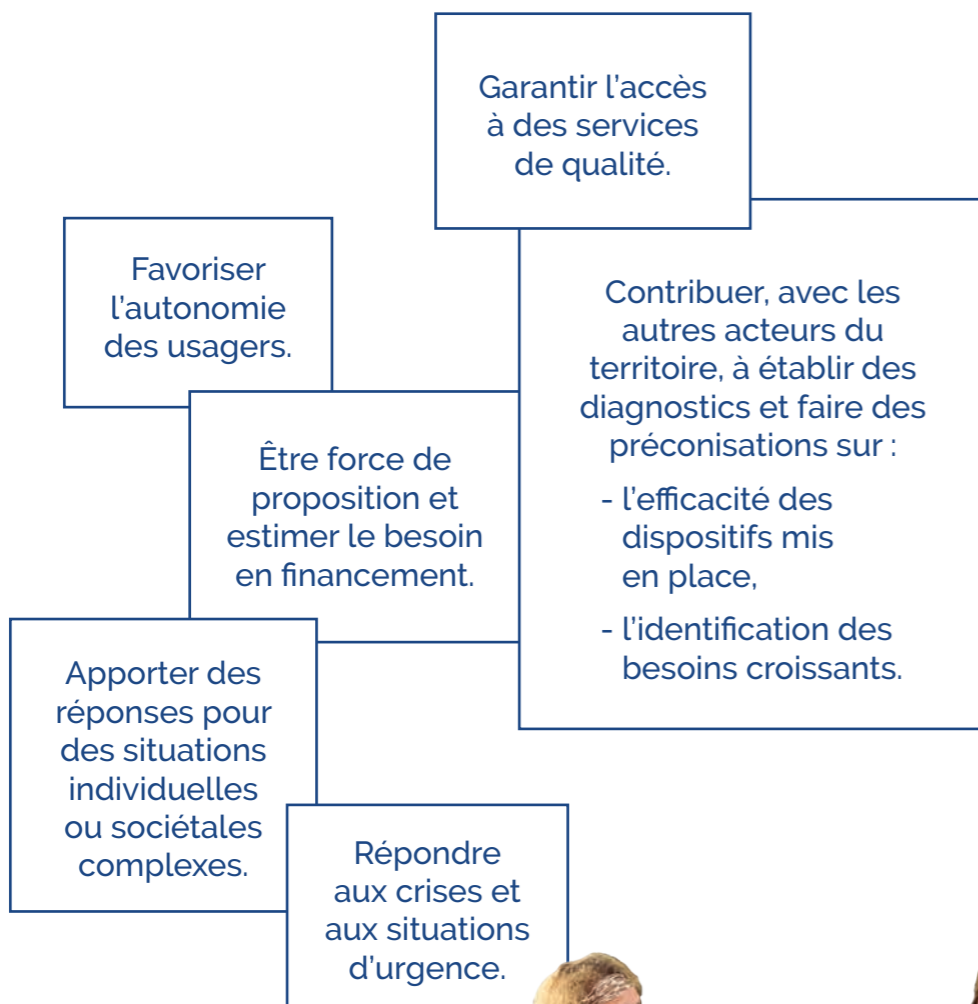 Garantir l’accès
à des services
de qualité.
Favoriser
l’autonomie
des usagers.
Contribuer, avec les
autres acteurs du
territoire, à établir des
diagnostics et faire des
préconisations sur :
- l’efficacité des
dispositifs mis
en place,
- l’identification des
besoins croissants.
Être force de
proposition et
estimer le besoin
en financement.
Apporter des
réponses pour
des situations
individuelles
ou sociétales
complexes.
Répondre
aux crises et
aux situations
d’urgence.